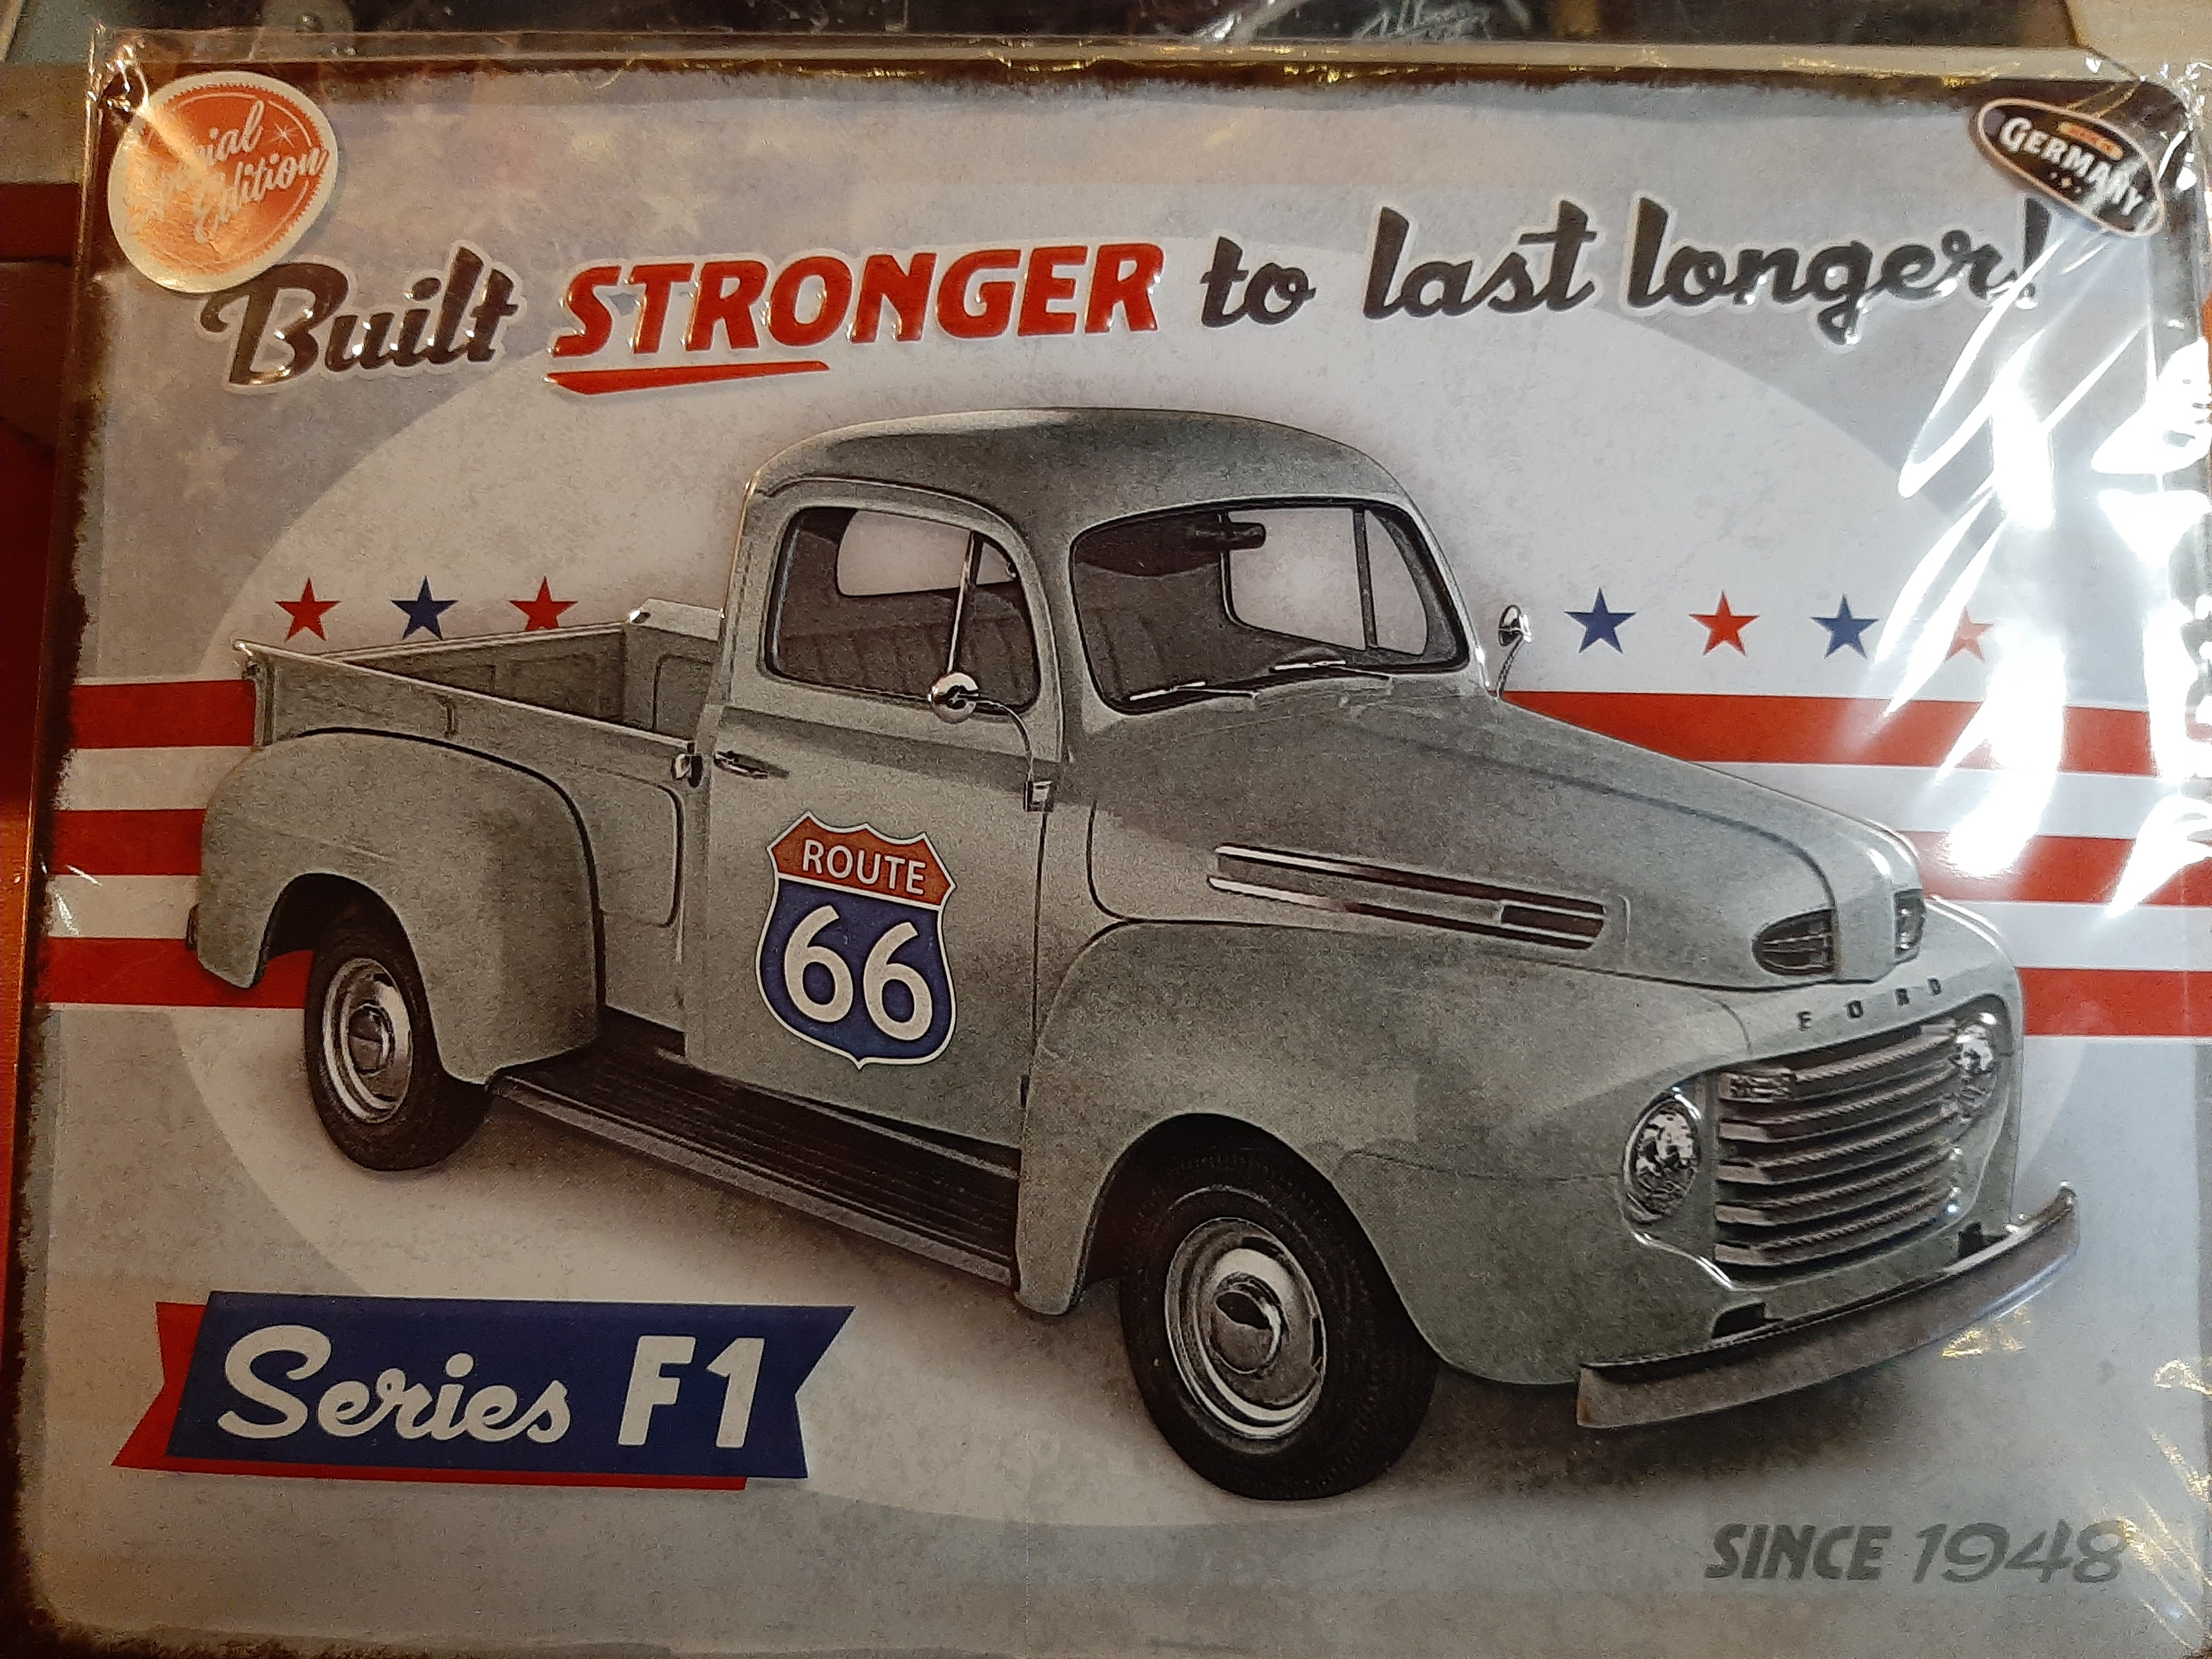 Special
Edition
GERMANY
Built STRONGER to last longer!
ROUTE
66
FORD
Series F1
SINCE 1948